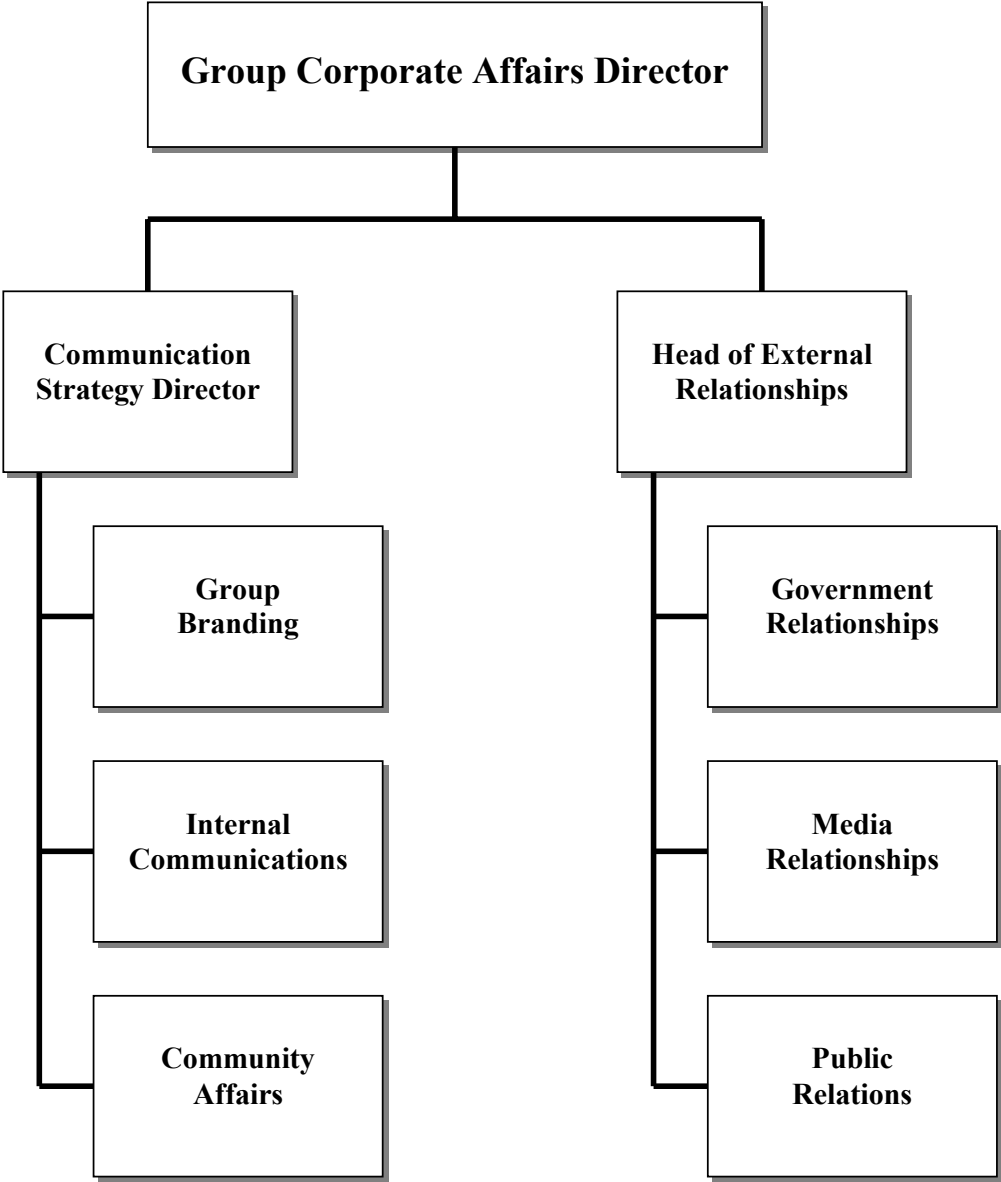 Group Corporate Affairs Director
Communication
Strategy Director
Head of External
Relationships
Group
Branding
Government
Relationships
Internal
Communications
Media
Relationships
Community
Affairs
Public
Relations